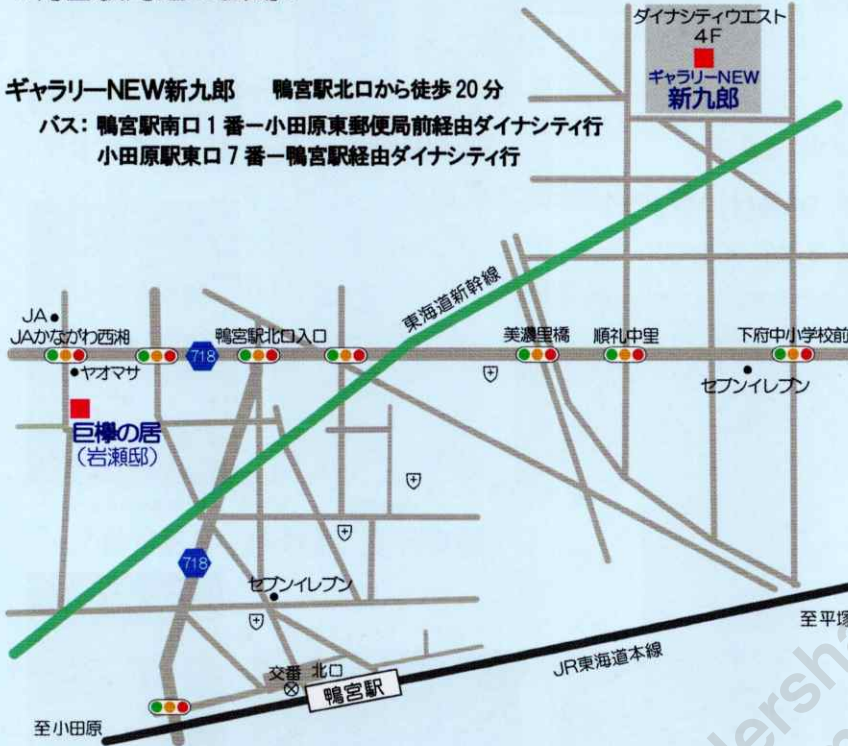 ダイナシティウエスト
4F
ギャラリーNEW
新九郎
ギャラリーNEW新九郎 鴨宮駅北口から徒歩20分
バス：鴨宮駅南口1番ー小田原東郵便局前経由ダイナシティ行
小田原駅東口7番ー鴨宮駅経由ダイナシティ行
東海道新幹線
JA
JAかながわ西湘
鴨宮駅北口入口
美濃里橋
順礼中里
下府中小学校前
718
ヤオマサ
セブンイレブン
巨欅の居
（岩瀬邸）
718
セブンイレブン
至平塚
JR東海道本線
交番 北口
鴨宮駅
至小田原